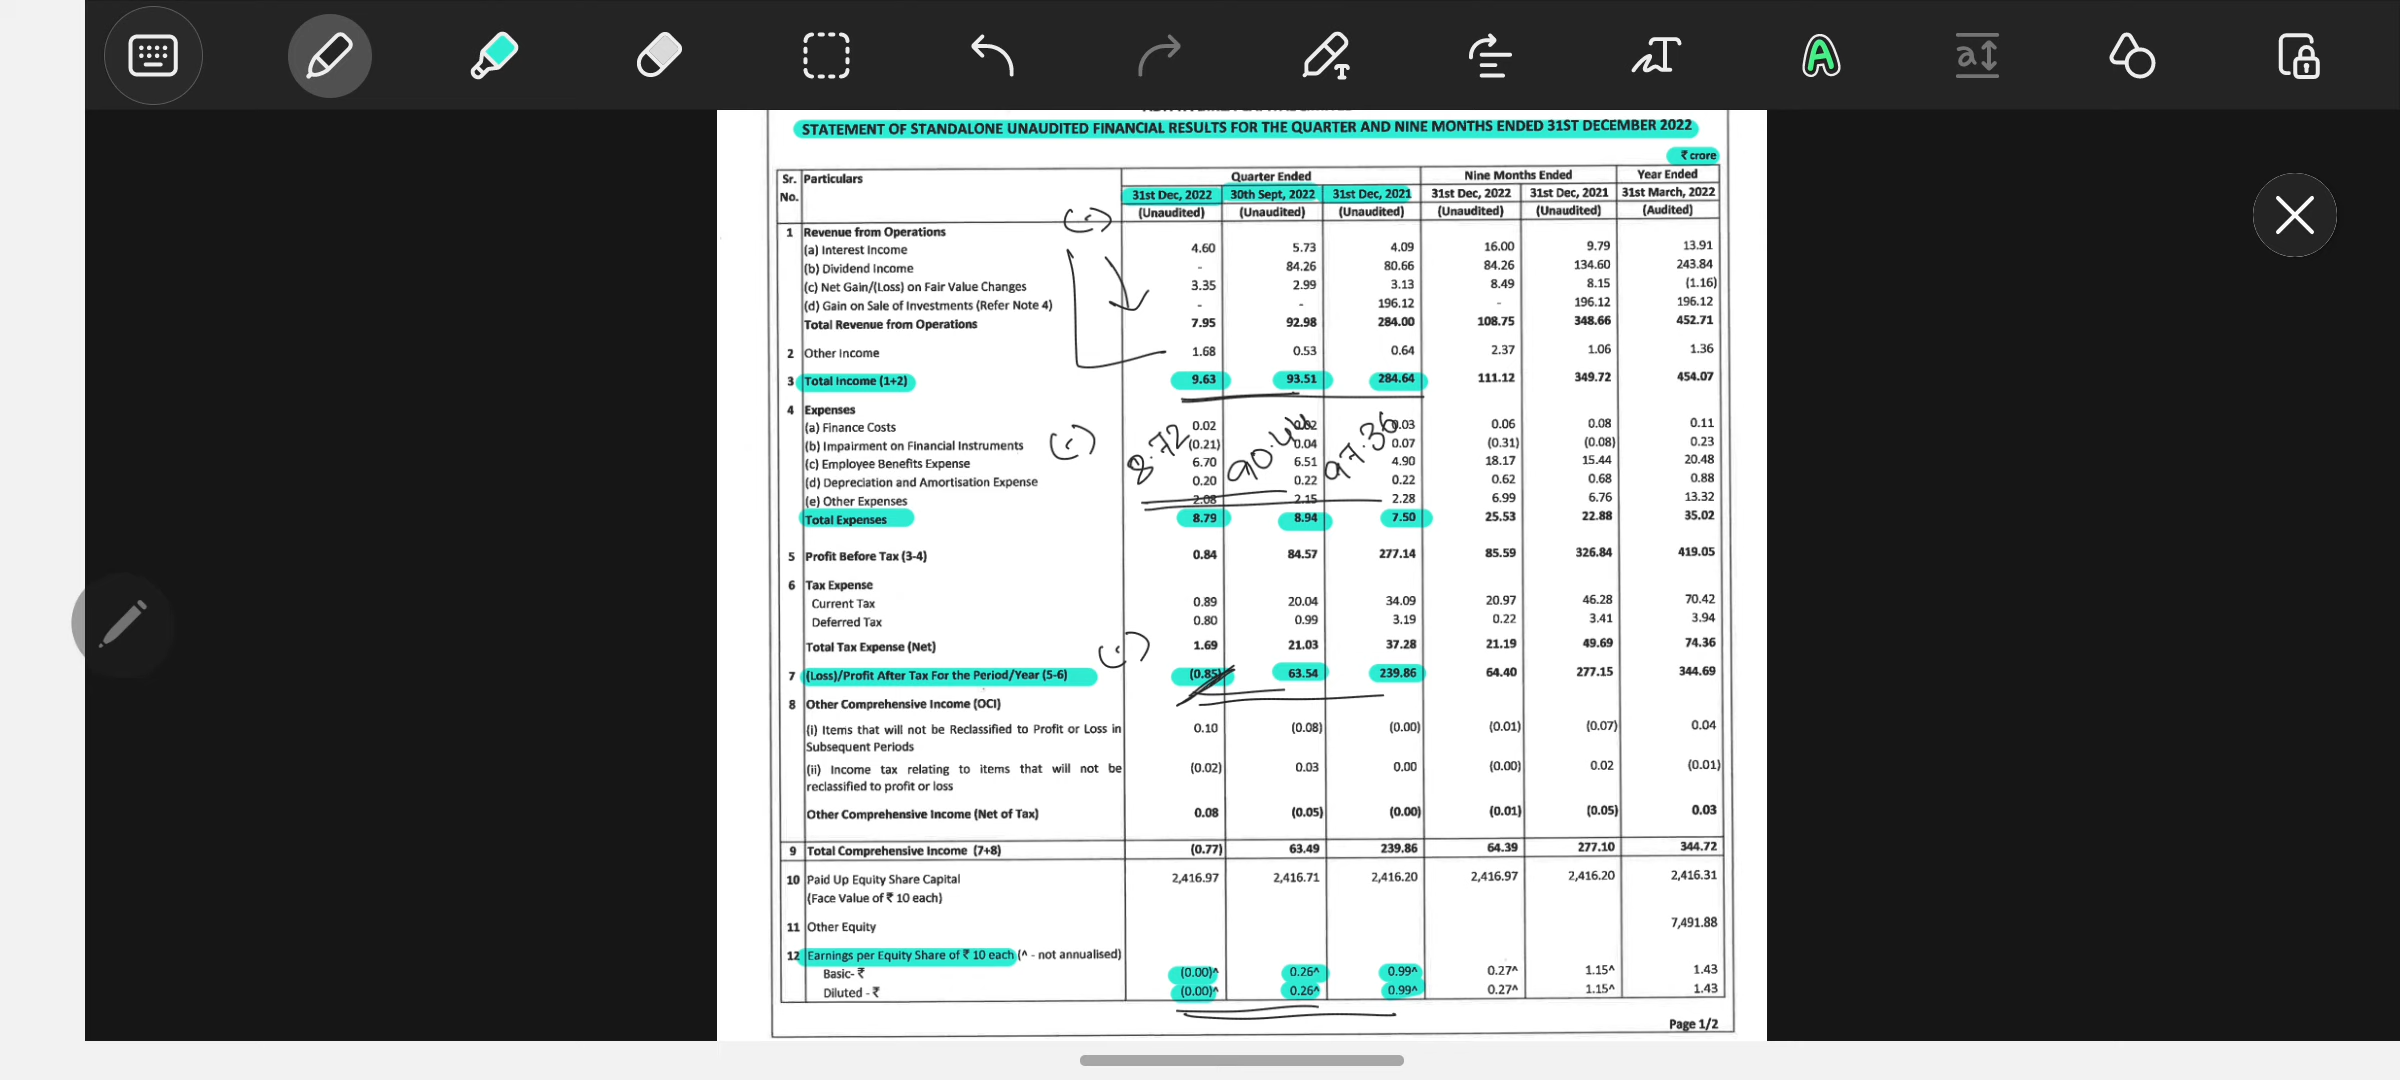 STATEMENT OF STANDALONE UNAUDITED FINANCIAL RESULTS FOR THE QUARTER AND NINE MONTHS ENDED 31ST DECEMBER 2022
₹ crore
Sr. No. Particulars Quarter Ended Nine Months Ended Year Ended
31st Dec, 2022 30th Sept, 2022 31st Dec, 2021 31st Dec, 2022 31st Dec, 2021 31st March, 2022
(Unaudited) (Unaudited) (Unaudited) (Unaudited) (Unaudited) (Audited)
1 Revenue from Operations
(a) Interest Income 4.60 5.73 4.09 16.00 9.79 13.91
(b) Dividend Income - 84.26 80.66 84.26 134.60 243.84
(c) Net Gain/(Loss) on Fair Value Changes 3.35 2.99 3.13 8.49 8.15 (1.16)
(d) Gain on Sale of Investments (Refer Note 4) - - 196.12 - 196.12 196.12
Total Revenue from Operations 7.95 92.98 284.00 108.75 348.66 452.71
2 Other Income 1.68 0.53 0.64 2.37 1.06 1.36
3 Total Income (1+2) 9.63 93.51 284.64 111.12 349.72 454.07
4 Expenses
(a) Finance Costs 0.02 0.02 0.03 0.06 0.08 0.11
(b) Impairment on Financial Instruments (0.21) 0.04 0.07 (0.31) (0.08) 0.23
8.72 90.44 97.36
(c) Employee Benefits Expense 6.70 6.51 4.90 18.17 15.44 20.48
(d) Depreciation and Amortisation Expense 0.20 0.22 0.22 0.62 0.68 0.88
(e) Other Expenses 2.08 2.15 2.28 6.99 6.76 13.32
Total Expenses 8.79 8.94 7.50 25.53 22.88 35.02
5 Profit Before Tax (3-4) 0.84 84.57 277.14 85.59 326.84 419.05
6 Tax Expense
Current Tax 0.89 20.04 34.09 20.97 46.28 70.42
Deferred Tax 0.80 0.99 3.19 0.22 3.41 3.94
Total Tax Expense (Net) 1.69 21.03 37.28 21.19 49.69 74.36
7 (Loss)/Profit After Tax For the Period/Year (5-6) (0.85) 63.54 239.86 64.40 277.15 344.69
8 Other Comprehensive Income (OCI)
(i) Items that will not be Reclassified to Profit or Loss in 0.10 (0.08) (0.00) (0.01) (0.07) 0.04
Subsequent Periods
(ii) Income tax relating to items that will not be (0.02) 0.03 0.00 (0.00) 0.02 (0.01)
reclassified to profit or loss
Other Comprehensive Income (Net of Tax) 0.08 (0.05) (0.00) (0.01) (0.05) 0.03
9 Total Comprehensive Income (7+8) (0.77) 63.49 239.86 64.39 277.10 344.72
10 Paid Up Equity Share Capital 2,416.97 2,416.71 2,416.20 2,416.97 2,416.20 2,416.31
(Face Value of ₹ 10 each)
11 Other Equity 7,491.88
12 Earnings per Equity Share of ₹ 10 each (^ - not annualised)
Basic- ₹ (0.00)^ 0.26^ 0.99^ 0.27^ 1.15^ 1.43
Diluted - ₹ (0.00)^ 0.26^ 0.99^ 0.27^ 1.15^ 1.43
Page 1/2